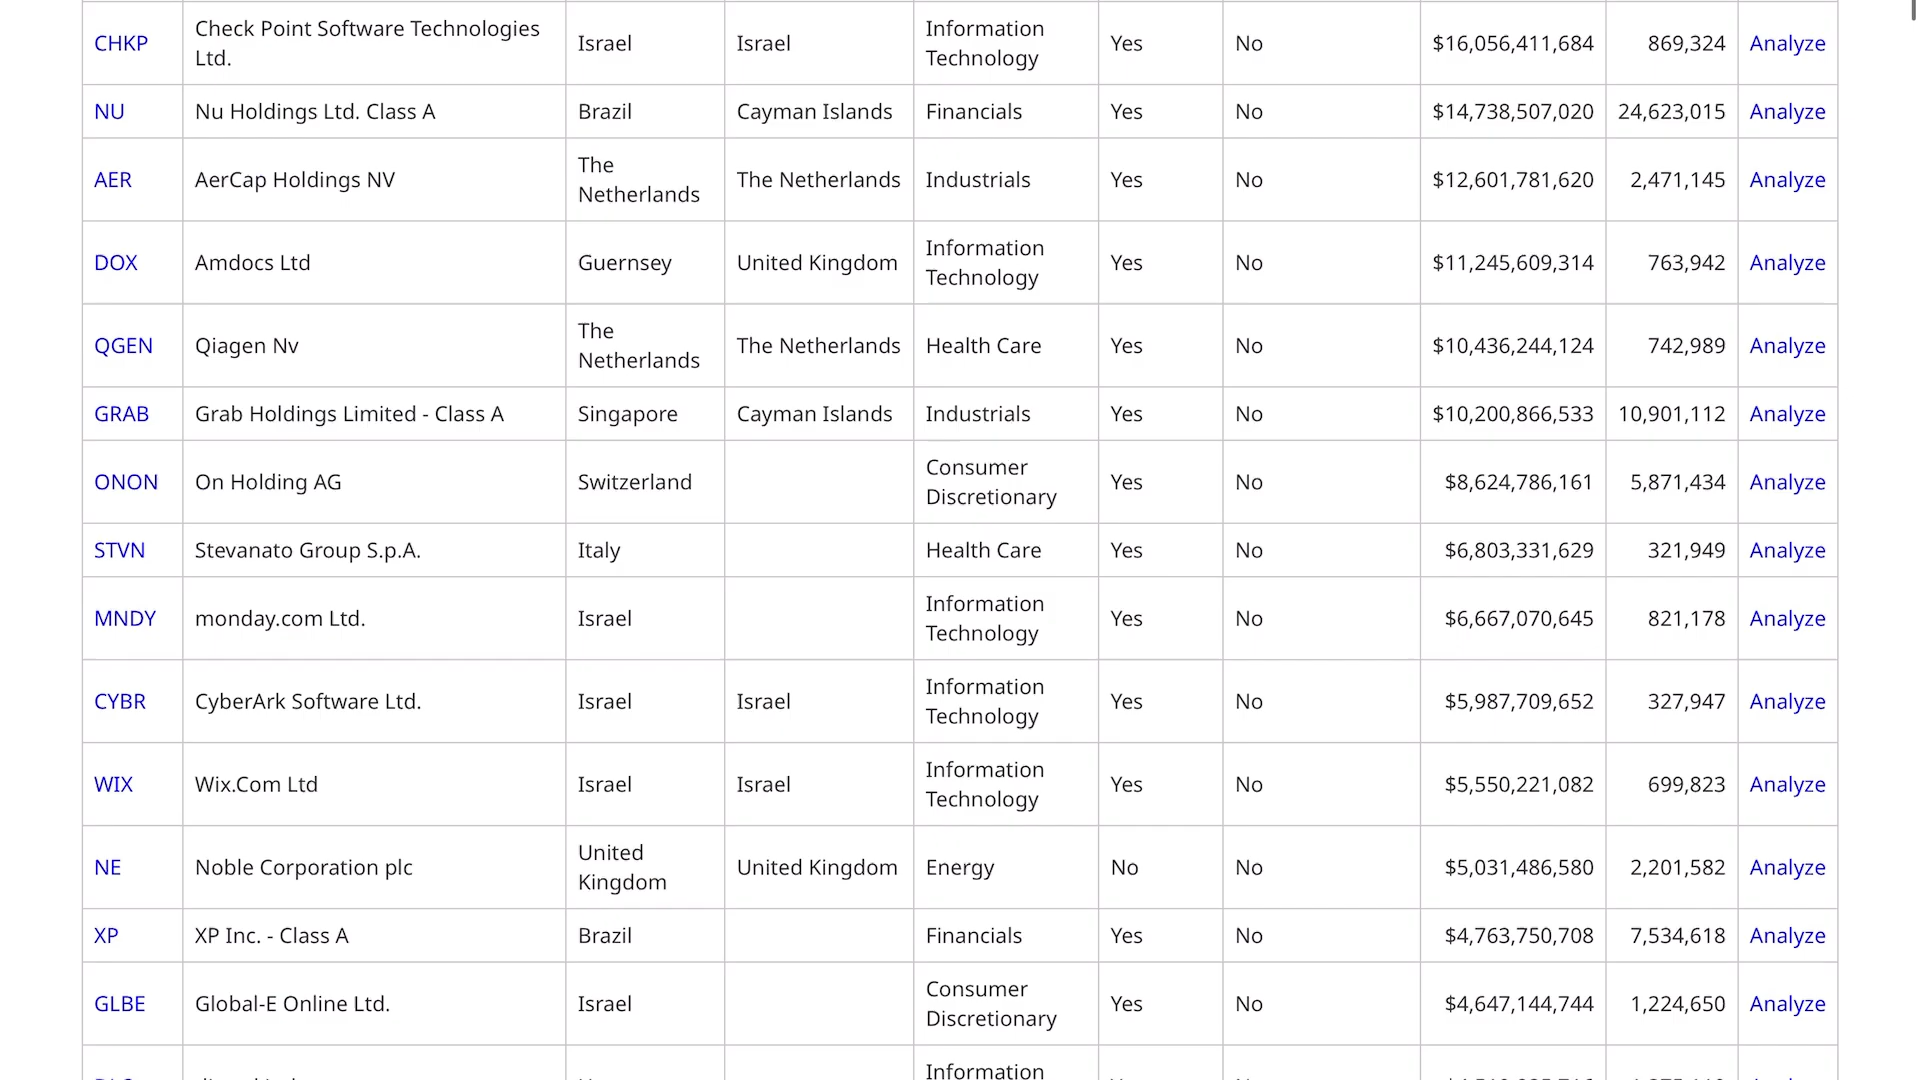 CHKP Check Point Software Technologies Ltd. Israel Israel Information Technology Yes No $16,056,411,684 869,324 Analyze
NU Nu Holdings Ltd. Class A Brazil Cayman Islands Financials Yes No $14,738,507,020 24,623,015 Analyze
AER AerCap Holdings NV The Netherlands The Netherlands Industrials Yes No $12,601,781,620 2,471,145 Analyze
DOX Amdocs Ltd Guernsey United Kingdom Information Technology Yes No $11,245,609,314 763,942 Analyze
QGEN Qiagen Nv The Netherlands The Netherlands Health Care Yes No $10,436,244,124 742,989 Analyze
GRAB Grab Holdings Limited - Class A Singapore Cayman Islands Industrials Yes No $10,200,866,533 10,901,112 Analyze
ONON On Holding AG Switzerland Consumer Discretionary Yes No $8,624,786,161 5,871,434 Analyze
STVN Stevanato Group S.p.A. Italy Health Care Yes No $6,803,331,629 321,949 Analyze
MNDY monday.com Ltd. Israel Information Technology Yes No $6,667,070,645 821,178 Analyze
CYBR CyberArk Software Ltd. Israel Israel Information Technology Yes No $5,987,709,652 327,947 Analyze
WIX Wix.Com Ltd Israel Israel Information Technology Yes No $5,550,221,082 699,823 Analyze
NE Noble Corporation plc United Kingdom United Kingdom Energy No No $5,031,486,580 2,201,582 Analyze
XP XP Inc. - Class A Brazil Financials Yes No $4,763,750,708 7,534,618 Analyze
GLBE Global-E Online Ltd. Israel Consumer Discretionary Yes No $4,647,144,744 1,224,650 Analyze
Information